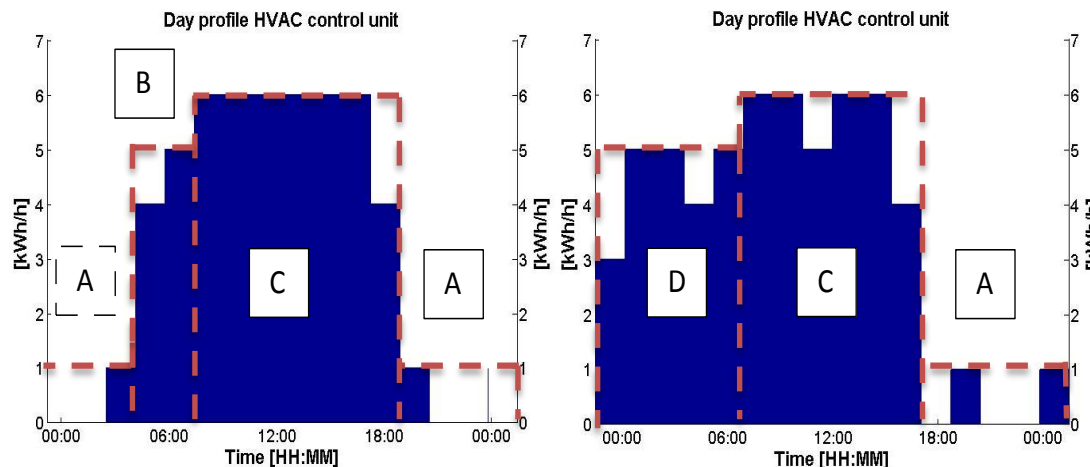 Day profile HVAC control unit
7 7
6 6
5 5
4 4
3 3
2 2
1 1
0 0
[kWh/h] [kWh/h]
B
A C A
00:00 06:00 12:00 18:00 00:00
Time [HH:MM]
Day profile HVAC control unit
7 7
6 6
5 5
4 4
3 3
2 2
1 1
0 0
[kWh/h] [kWh/h]
D C A
00:00 06:00 12:00 18:00 00:00
Time [HH:MM]